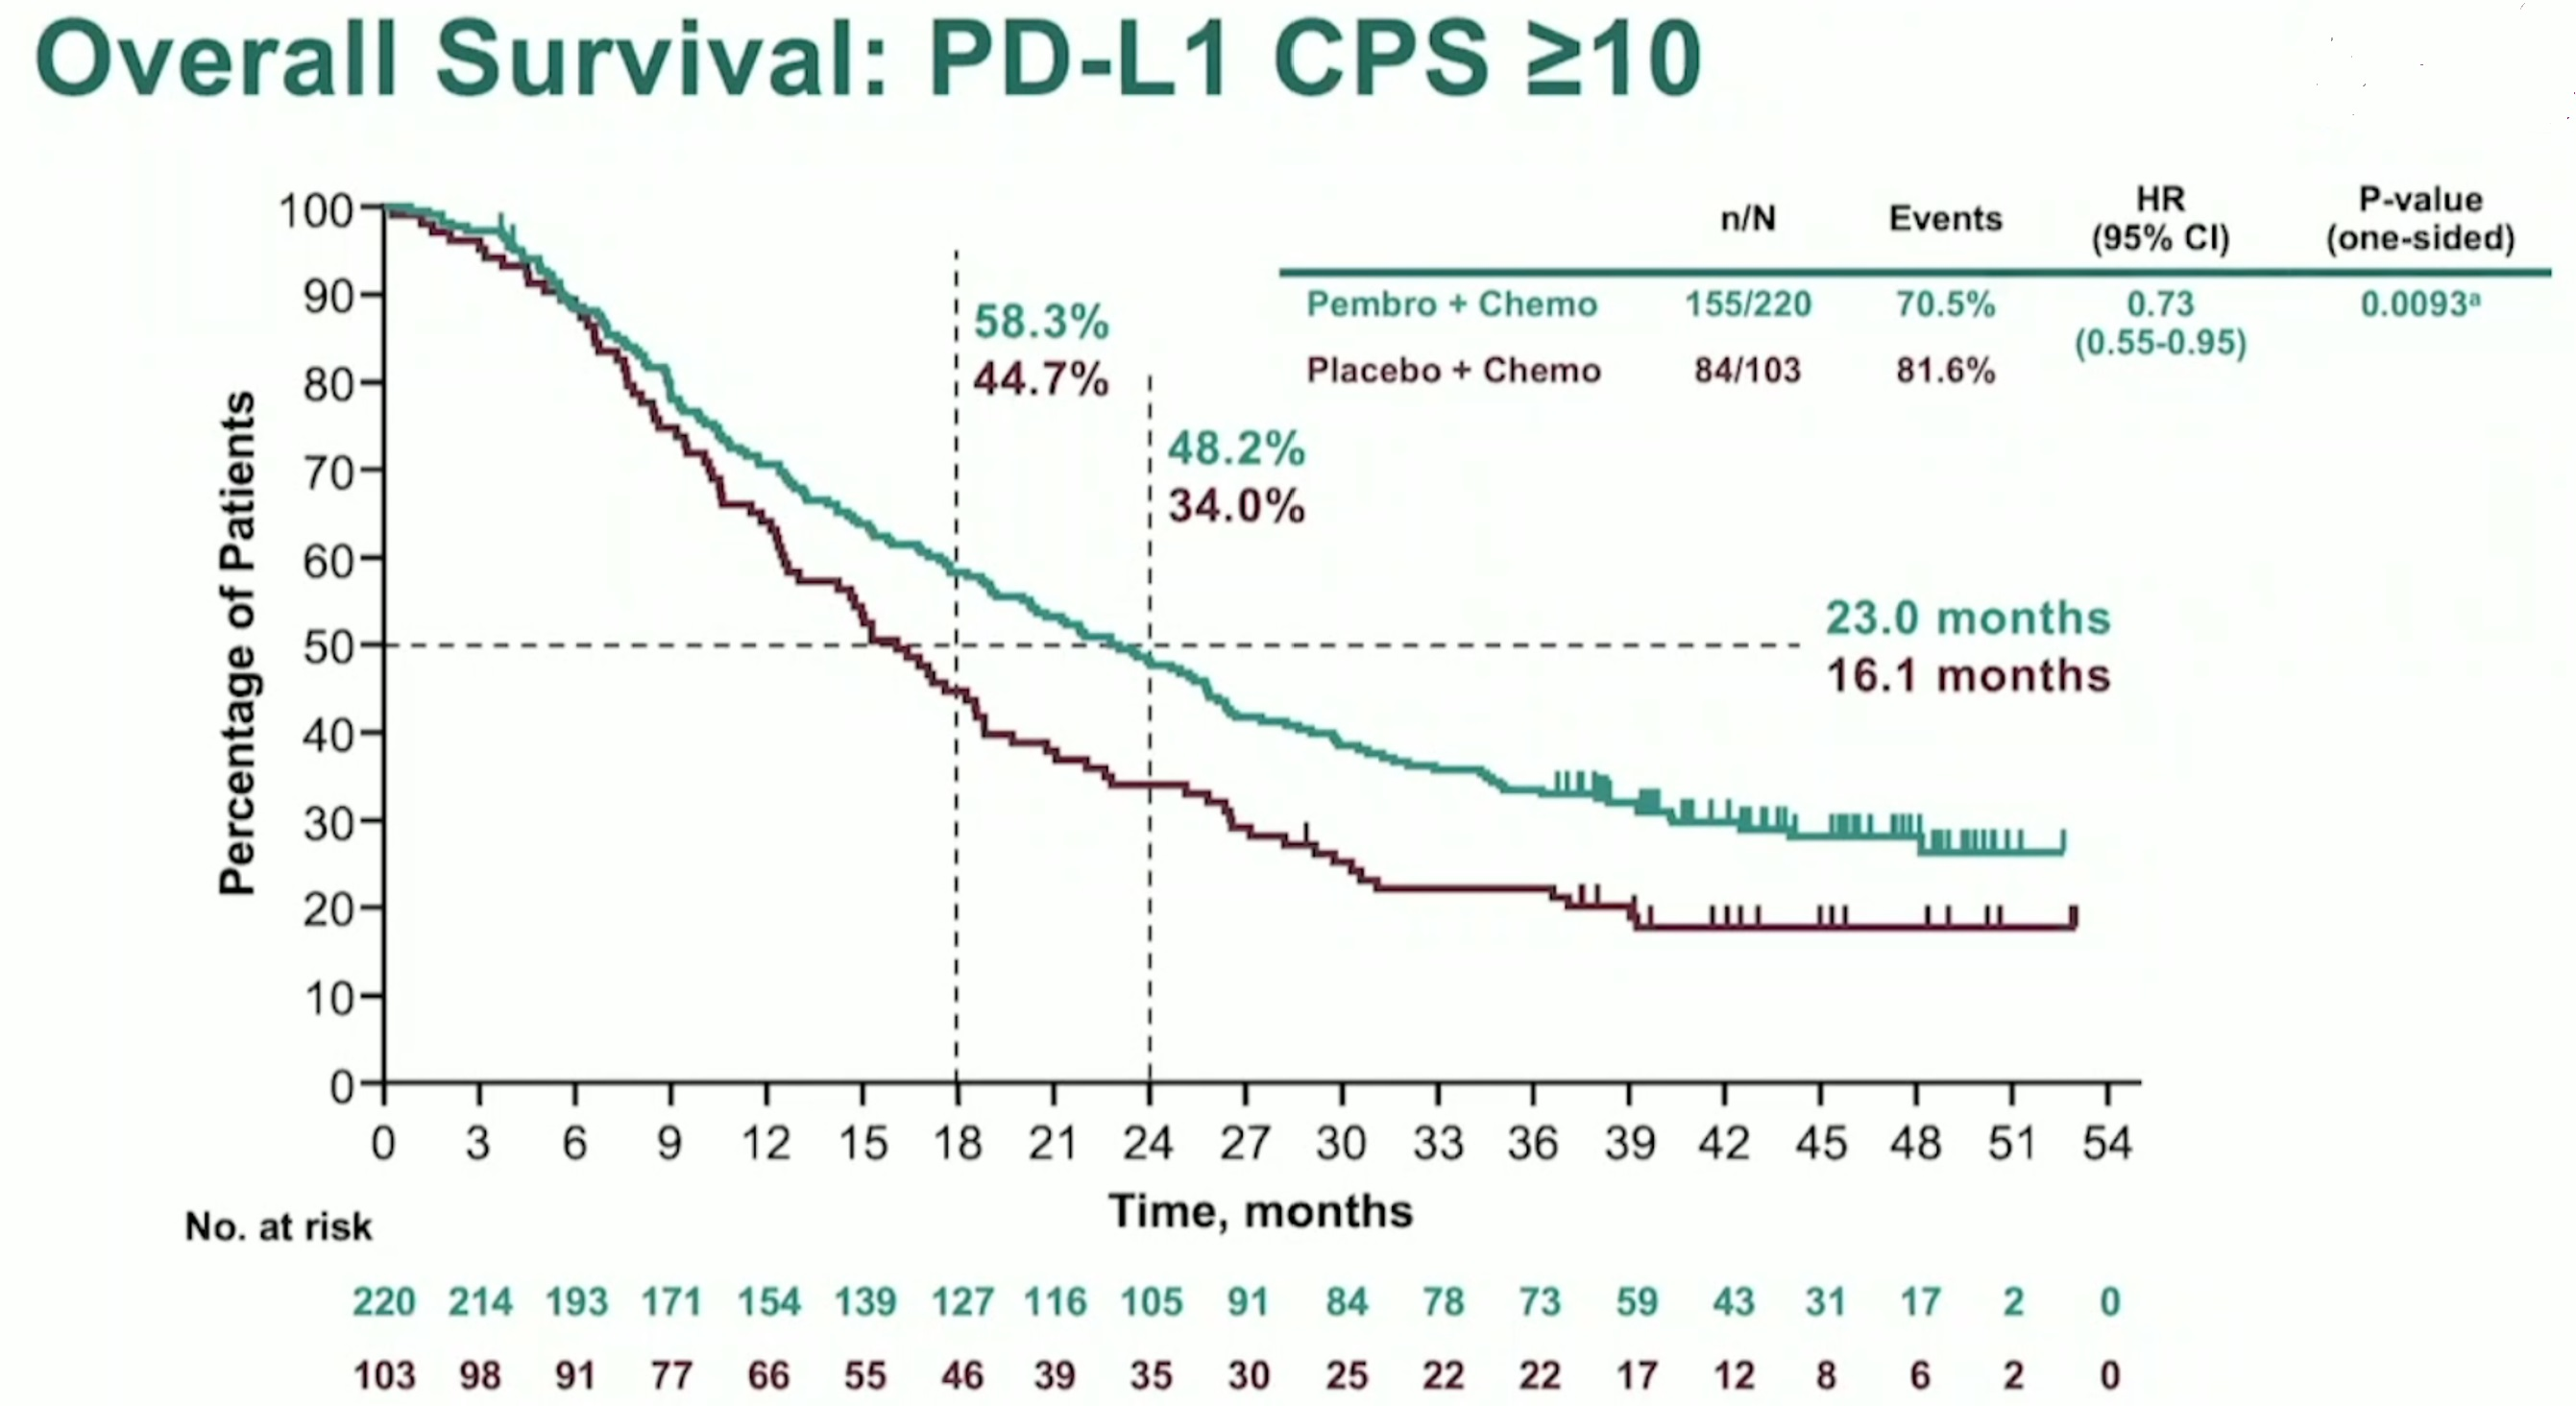 Overall Survival: PD-L1 CPS ≥10
n/N Events HR (95% CI) P-value (one-sided)
Pembro + Chemo 155/220 70.5% 0.73 (0.55-0.95) 0.0093ᵃ
Placebo + Chemo 84/103 81.6%
58.3%
44.7%
48.2%
34.0%
23.0 months
16.1 months
Percentage of Patients
100
90
80
70
60
50
40
30
20
10
0
0 3 6 9 12 15 18 21 24 27 30 33 36 39 42 45 48 51 54
Time, months
No. at risk
220 214 193 171 154 139 127 116 105 91 84 78 73 59 43 31 17 2 0
103 98 91 77 66 55 46 39 35 30 25 22 22 17 12 8 6 2 0